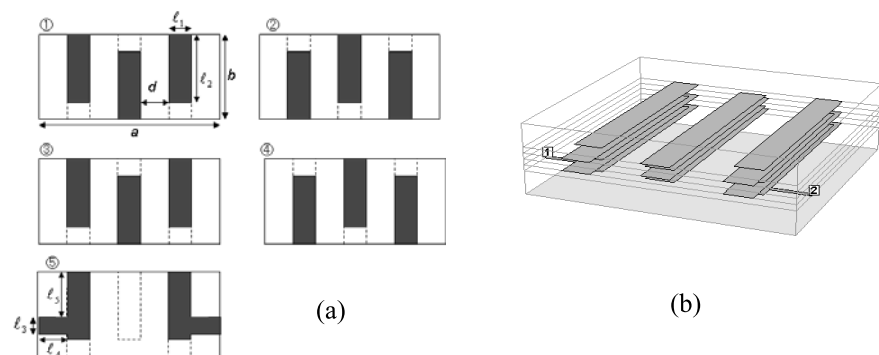 ① ℓ₁ ②
d ℓ₂ b
a
③ ④
⑤
ℓ₅
ℓ₃
ℓ₄
(a)
1
2
(b)